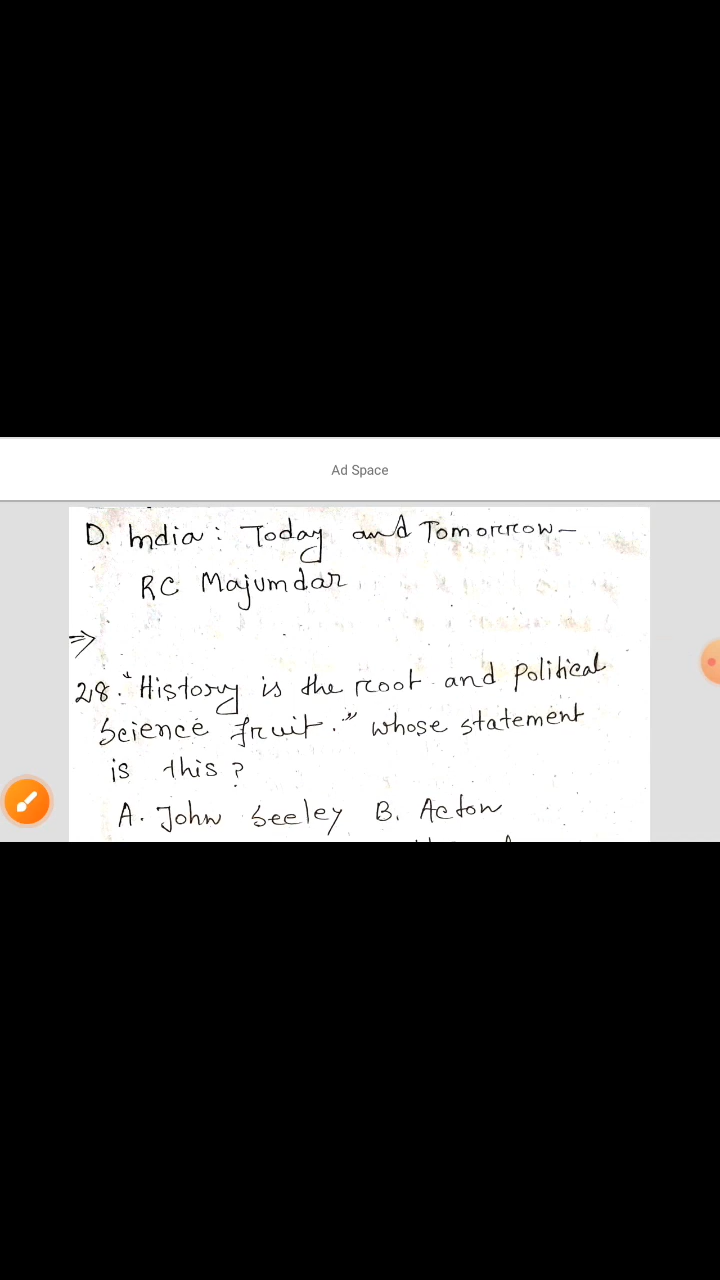 Ad Space
D. India : Today and Tomorrow –
RC Majumdar
⇒
28. "History is the root and Political
Science fruit." whose statement
is this ?
A. John Seeley B. Acton